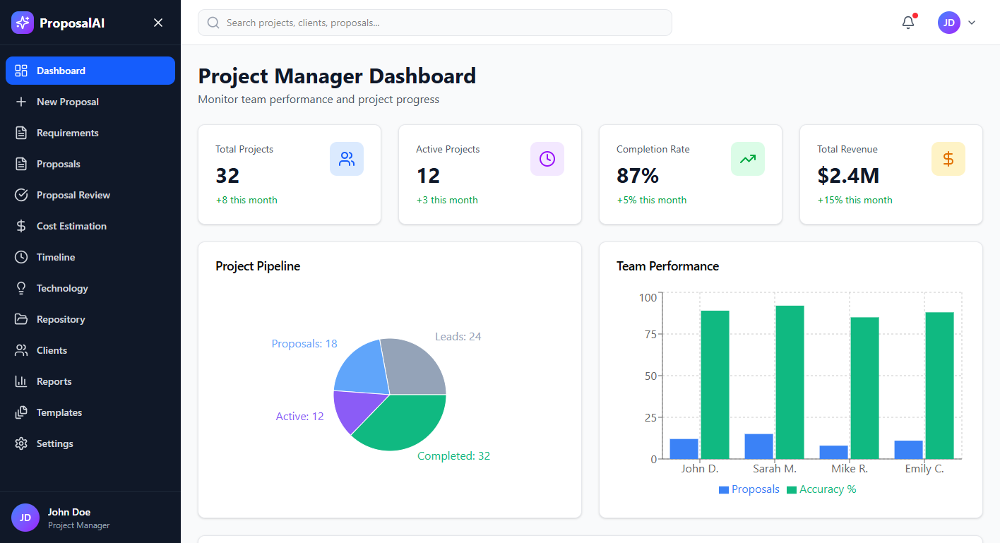 ProposalAI
Search projects, clients, proposals...
JD
Dashboard
New Proposal
Requirements
Proposals
Proposal Review
Cost Estimation
Timeline
Technology
Repository
Clients
Reports
Templates
Settings
JD
John Doe
Project Manager
Project Manager Dashboard
Monitor team performance and project progress
Total Projects
32
+8 this month
Active Projects
12
+3 this month
Completion Rate
87%
+5% this month
Total Revenue
$2.4M
+15% this month
Project Pipeline
Leads: 24
Proposals: 18
Active: 12
Completed: 32
Team Performance
100
75
50
25
0
John D. Sarah M. Mike R. Emily C.
Proposals Accuracy %